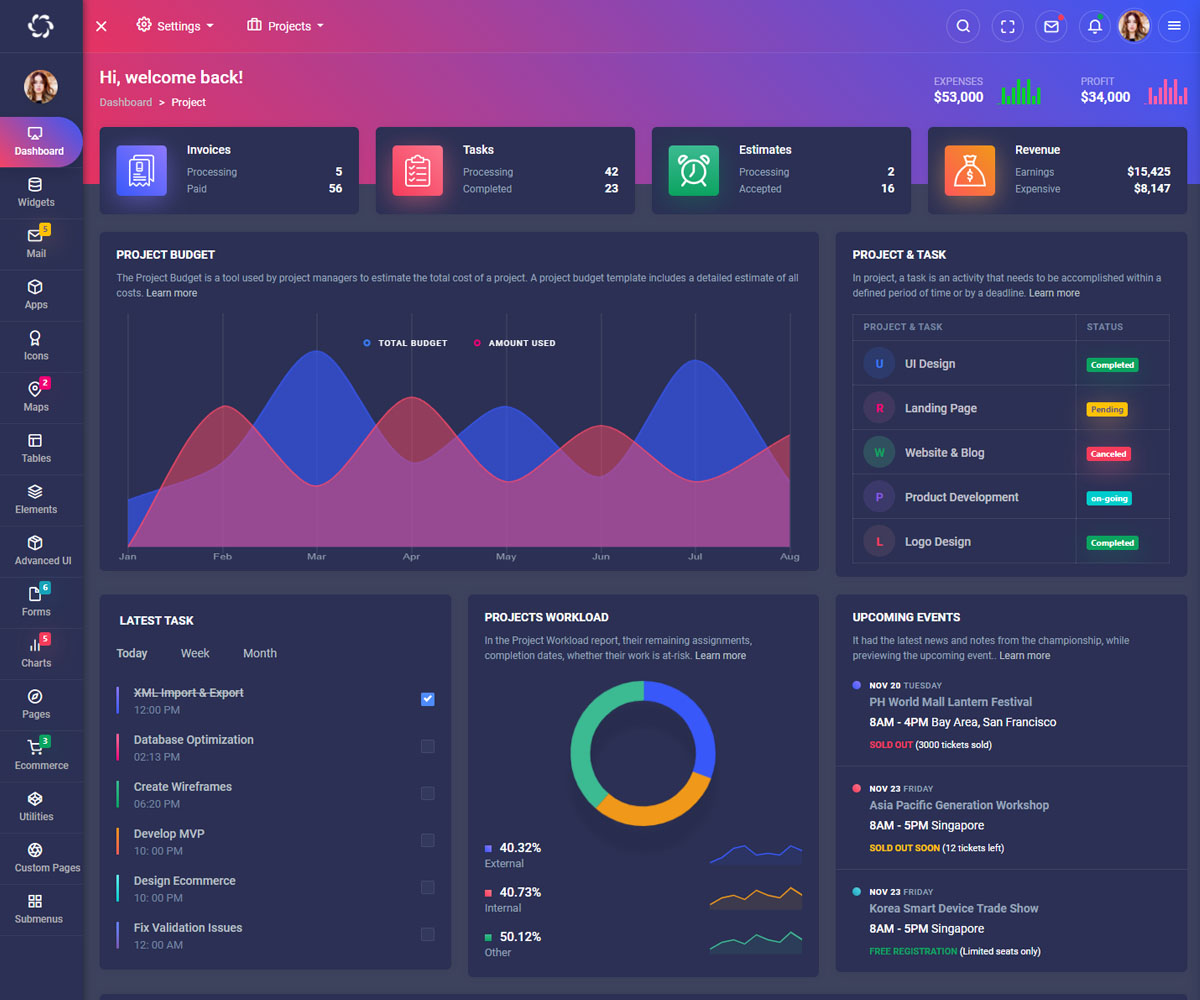 Settings
Projects
Hi, welcome back!
Dashboard > Project
EXPENSES
$53,000
PROFIT
$34,000
Dashboard
Widgets
5
Mail
Apps
Icons
2
Maps
Tables
Elements
Advanced UI
6
Forms
5
Charts
Pages
3
Ecommerce
Utilities
Custom Pages
Submenus
Invoices
Processing 5
Paid 56
Tasks
Processing 42
Completed 23
Estimates
Processing 2
Accepted 16
Revenue
Earnings $15,425
Expensive $8,147
PROJECT BUDGET
The Project Budget is a tool used by project managers to estimate the total cost of a project. A project budget template includes a detailed estimate of all
costs. Learn more
TOTAL BUDGET AMOUNT USED
Jan Feb Mar Apr May Jun Jul Aug
PROJECT & TASK
In project, a task is an activity that needs to be accomplished within a
defined period of time or by a deadline. Learn more
PROJECT & TASK STATUS
U UI Design Completed
R Landing Page Pending
W Website & Blog Canceled
P Product Development on-going
L Logo Design Completed
LATEST TASK
Today Week Month
XML Import & Export
12:00 PM
Database Optimization
02:13 PM
Create Wireframes
06:20 PM
Develop MVP
10: 00 PM
Design Ecommerce
10: 00 PM
Fix Validation Issues
12: 00 AM
PROJECTS WORKLOAD
In the Project Workload report, their remaining assignments,
completion dates, whether their work is at-risk. Learn more
40.32%
External
40.73%
Internal
50.12%
Other
UPCOMING EVENTS
It had the latest news and notes from the championship, while
previewing the upcoming event.. Learn more
NOV 20 TUESDAY
PH World Mall Lantern Festival
8AM - 4PM Bay Area, San Francisco
SOLD OUT (3000 tickets sold)
NOV 23 FRIDAY
Asia Pacific Generation Workshop
8AM - 5PM Singapore
SOLD OUT SOON (12 tickets left)
NOV 23 FRIDAY
Korea Smart Device Trade Show
8AM - 5PM Singapore
FREE REGISTRATION (Limited seats only)